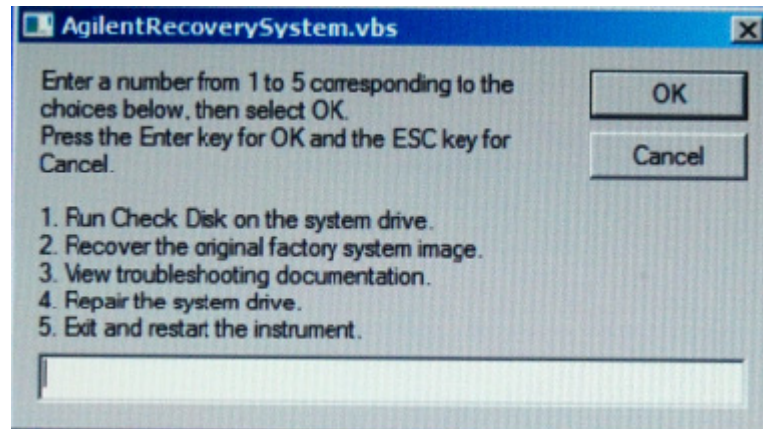 AgilentRecoverySystem.vbs
Enter a number from 1 to 5 corresponding to the
choices below, then select OK.
Press the Enter key for OK and the ESC key for
Cancel.
OK
Cancel
1. Run Check Disk on the system drive.
2. Recover the original factory system image.
3. View troubleshooting documentation.
4. Repair the system drive.
5. Exit and restart the instrument.